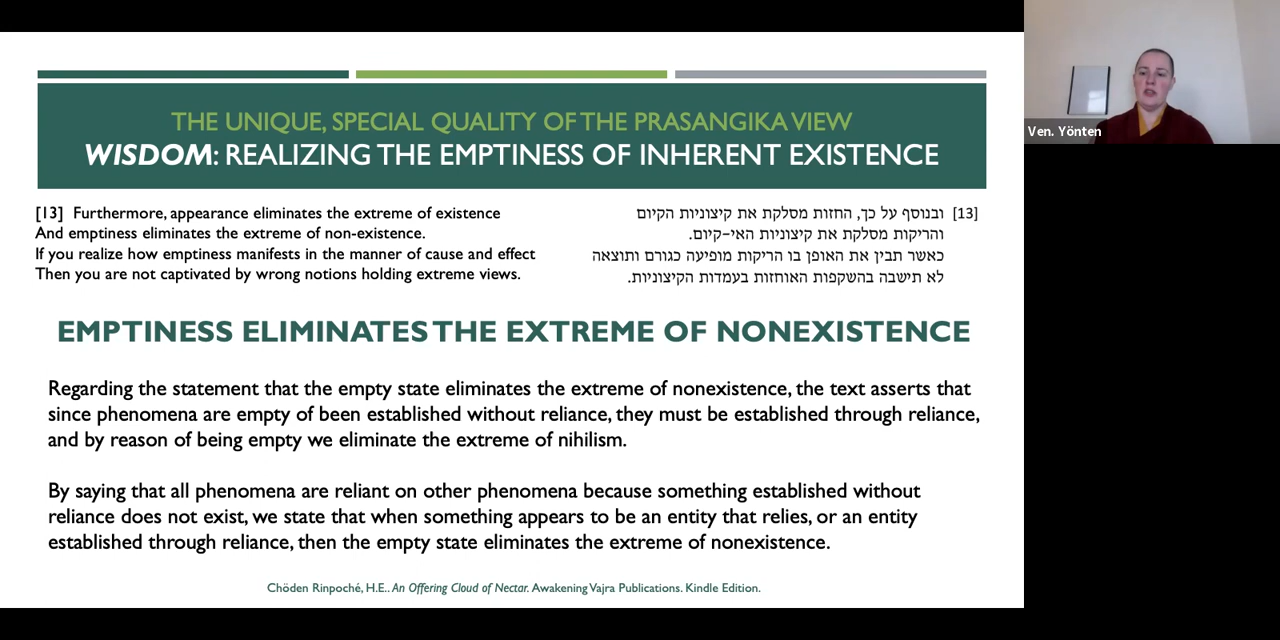 THE UNIQUE, SPECIAL QUALITY OF THE PRASANGIKA VIEW
WISDOM: REALIZING THE EMPTINESS OF INHERENT EXISTENCE
[13] Furthermore, appearance eliminates the extreme of existence
And emptiness eliminates the extreme of non-existence.
If you realize how emptiness manifests in the manner of cause and effect
Then you are not captivated by wrong notions holding extreme views.
[13] ובנוסף על כך, החזות מסלקת את קיצוניות הקיום
והריקות מסלקת את קיצוניות האי-קיום.
כאשר תבין את האופן בו הריקות מופיעה כגורם ותוצאה
לא תישבה בהשקפות האוחזות בעמדות הקיצוניות.
EMPTINESS ELIMINATES THE EXTREME OF NONEXISTENCE
Regarding the statement that the empty state eliminates the extreme of nonexistence, the text asserts that
since phenomena are empty of been established without reliance, they must be established through reliance,
and by reason of being empty we eliminate the extreme of nihilism.
By saying that all phenomena are reliant on other phenomena because something established without
reliance does not exist, we state that when something appears to be an entity that relies, or an entity
established through reliance, then the empty state eliminates the extreme of nonexistence.
Chöden Rinpoché, H.E.. An Offering Cloud of Nectar. Awakening Vajra Publications. Kindle Edition.
Ven. Yönten